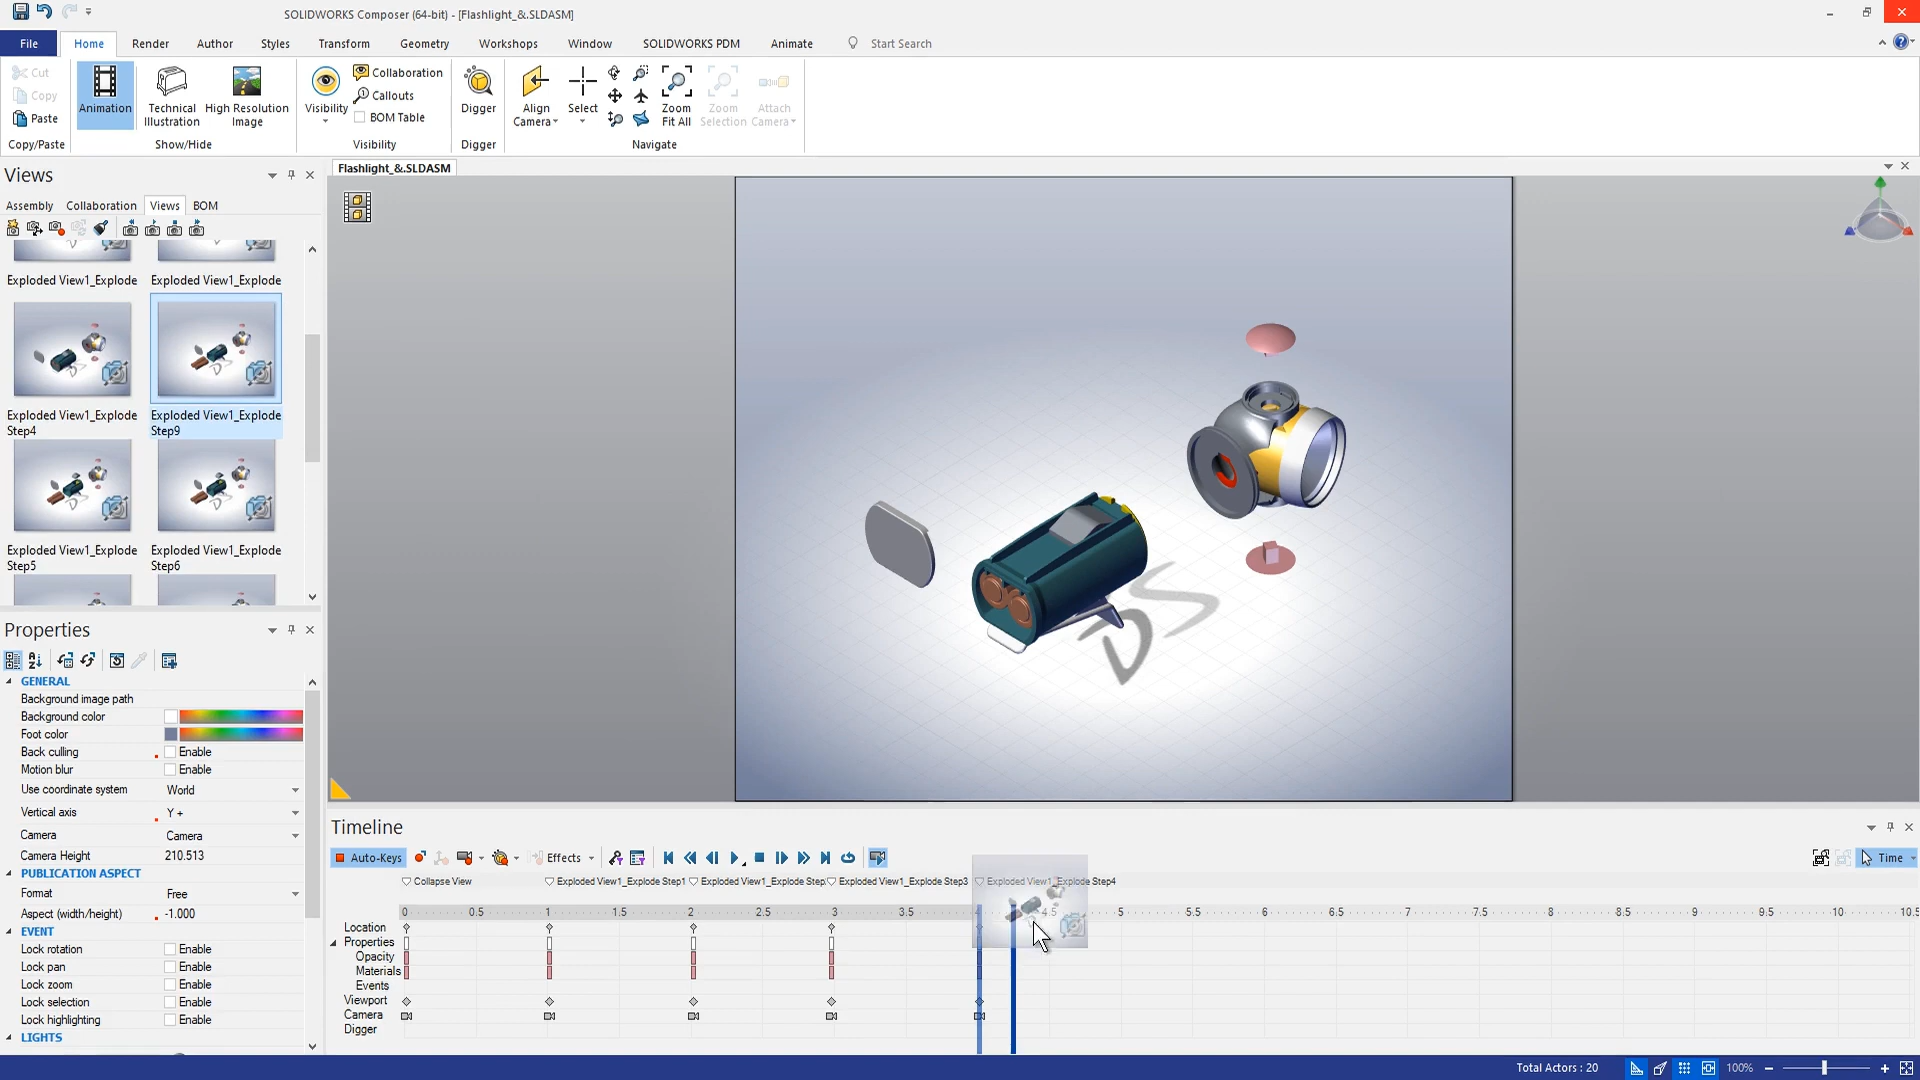 SOLIDWORKS Composer (64-bit) - [Flashlight_&.SLDASM]
File Home Render Author Styles Transform Geometry Workshops Window SOLIDWORKS PDM Animate Start Search
Cut
Copy
Paste
Copy/Paste
Animation
Technical Illustration
High Resolution Image
Show/Hide
Visibility
Collaboration
Callouts
BOM Table
Visibility
Digger
Digger
Align Camera
Select
Zoom Fit All
Zoom Selection
Attach Camera
Navigate
Views
Assembly Collaboration Views BOM
Exploded View1_Explode Exploded View1_Explode
Exploded View1_Explode Step4
Exploded View1_Explode Step9
Exploded View1_Explode Step5
Exploded View1_Explode Step6
Flashlight_&.SLDASM
Properties
GENERAL
Background image path
Background color
Foot color
Back culling Enable
Motion blur Enable
Use coordinate system World
Vertical axis Y +
Camera Camera
Camera Height 210.513
PUBLICATION ASPECT
Format Free
Aspect (width/height) -1.000
EVENT
Lock rotation Enable
Lock pan Enable
Lock zoom Enable
Lock selection Enable
Lock highlighting Enable
LIGHTS
Timeline
Auto-Keys Effects Time
Collapse View Exploded View1_Explode Step1 Exploded View1_Explode Step Exploded View1_Explode Step3 Exploded View1_Explode Step4
0 0.5 1 1.5 2 2.5 3 3.5 4.5 5 5.5 6 6.5 7 7.5 8 8.5 9 9.5 10 10.5
Location
Properties
Opacity
Materials
Events
Viewport
Camera
Digger
Total Actors : 20 100%